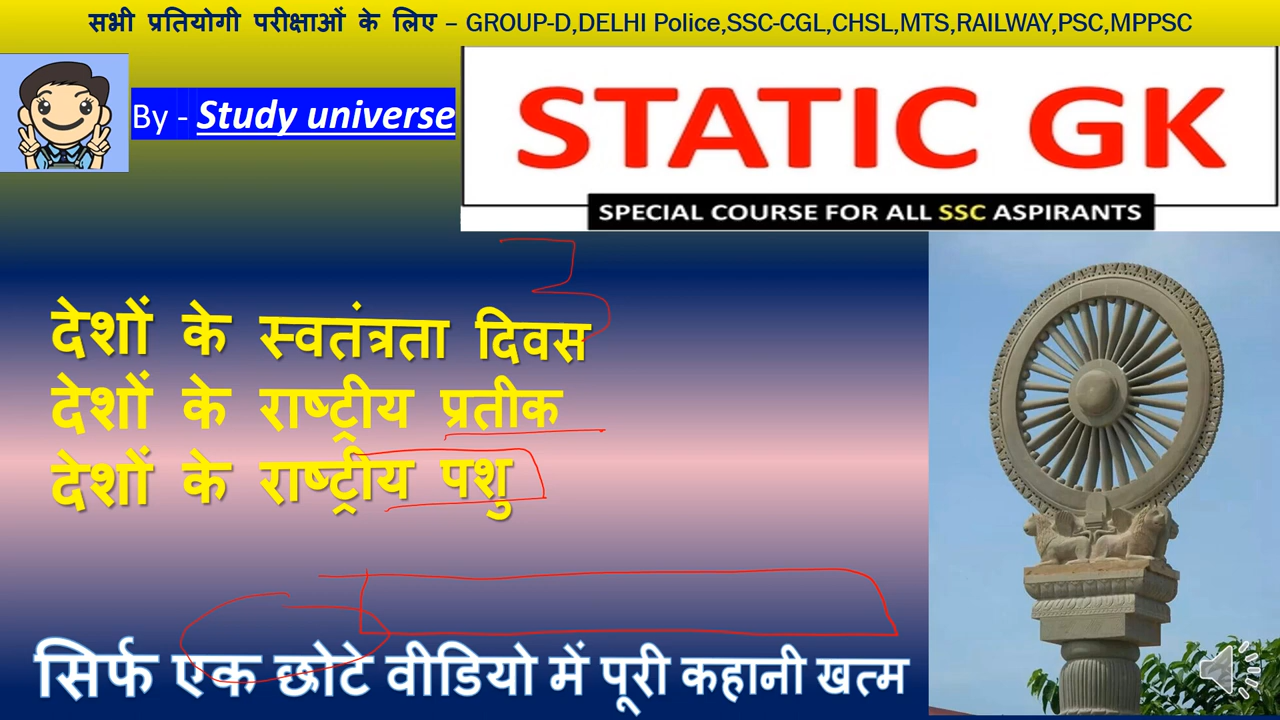 सभी प्रतियोगी परीक्षाओं के लिए – GROUP-D,DELHI Police,SSC-CGL,CHSL,MTS,RAILWAY,PSC,MPPSC
By - Study universe
STATIC GK
SPECIAL COURSE FOR ALL SSC ASPIRANTS
3
देशों के स्वतंत्रता दिवस
देशों के राष्ट्रीय प्रतीक
देशों के राष्ट्रीय पशु
सिर्फ एक छोटे वीडियो में पूरी कहानी खत्म